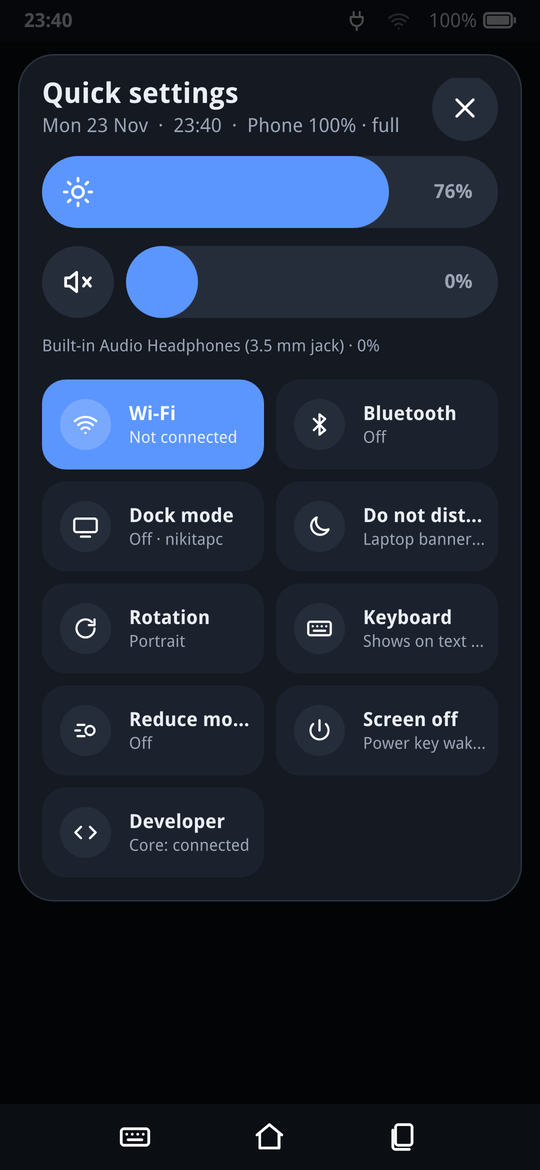 23:40 100%
Quick settings
Mon 23 Nov · 23:40 · Phone 100% · full
76%
0%
Built-in Audio Headphones (3.5 mm jack) · 0%
Wi-Fi
Not connected
Bluetooth
Off
Dock mode
Off · nikitapc
Do not dist...
Laptop banner...
Rotation
Portrait
Keyboard
Shows on text ...
Reduce mo...
Off
Screen off
Power key wak...
Developer
Core: connected